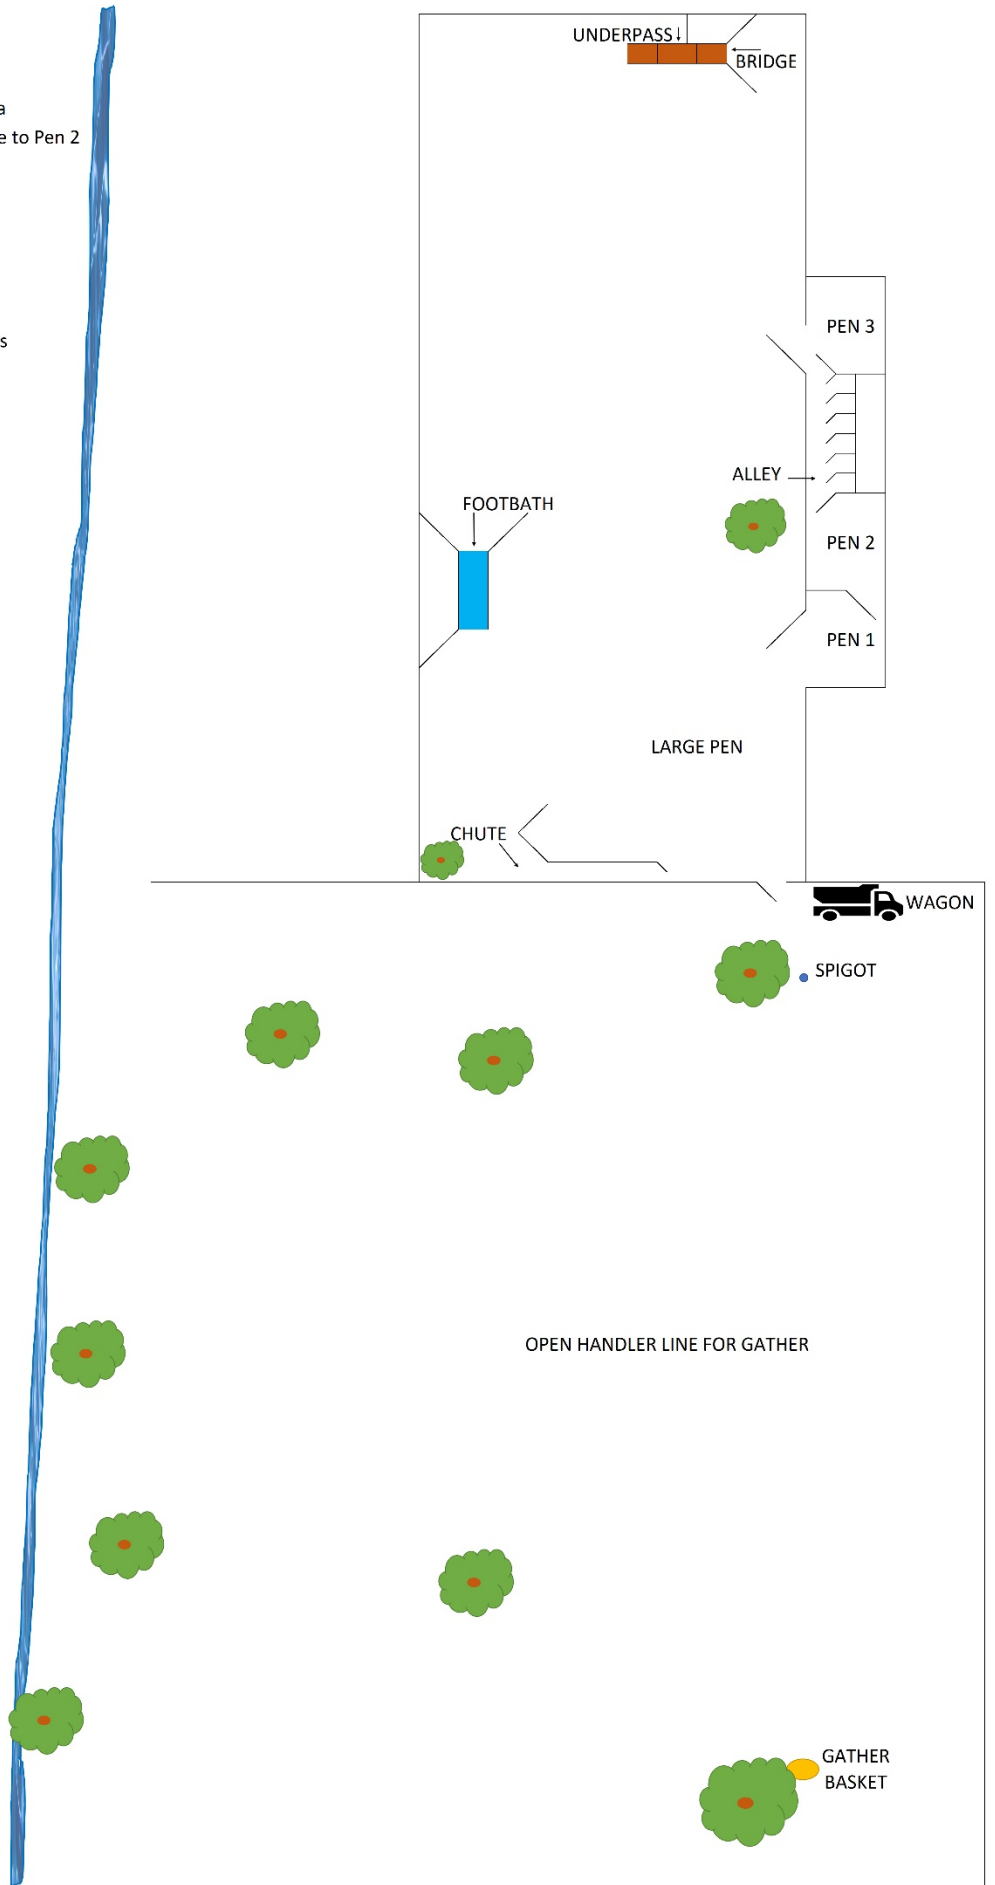 UNDERPASS
BRIDGE
a
e to Pen 2
s
PEN 3
ALLEY
FOOTBATH
PEN 2
PEN 1
LARGE PEN
CHUTE
WAGON
SPIGOT
OPEN HANDLER LINE FOR GATHER
GATHER
BASKET